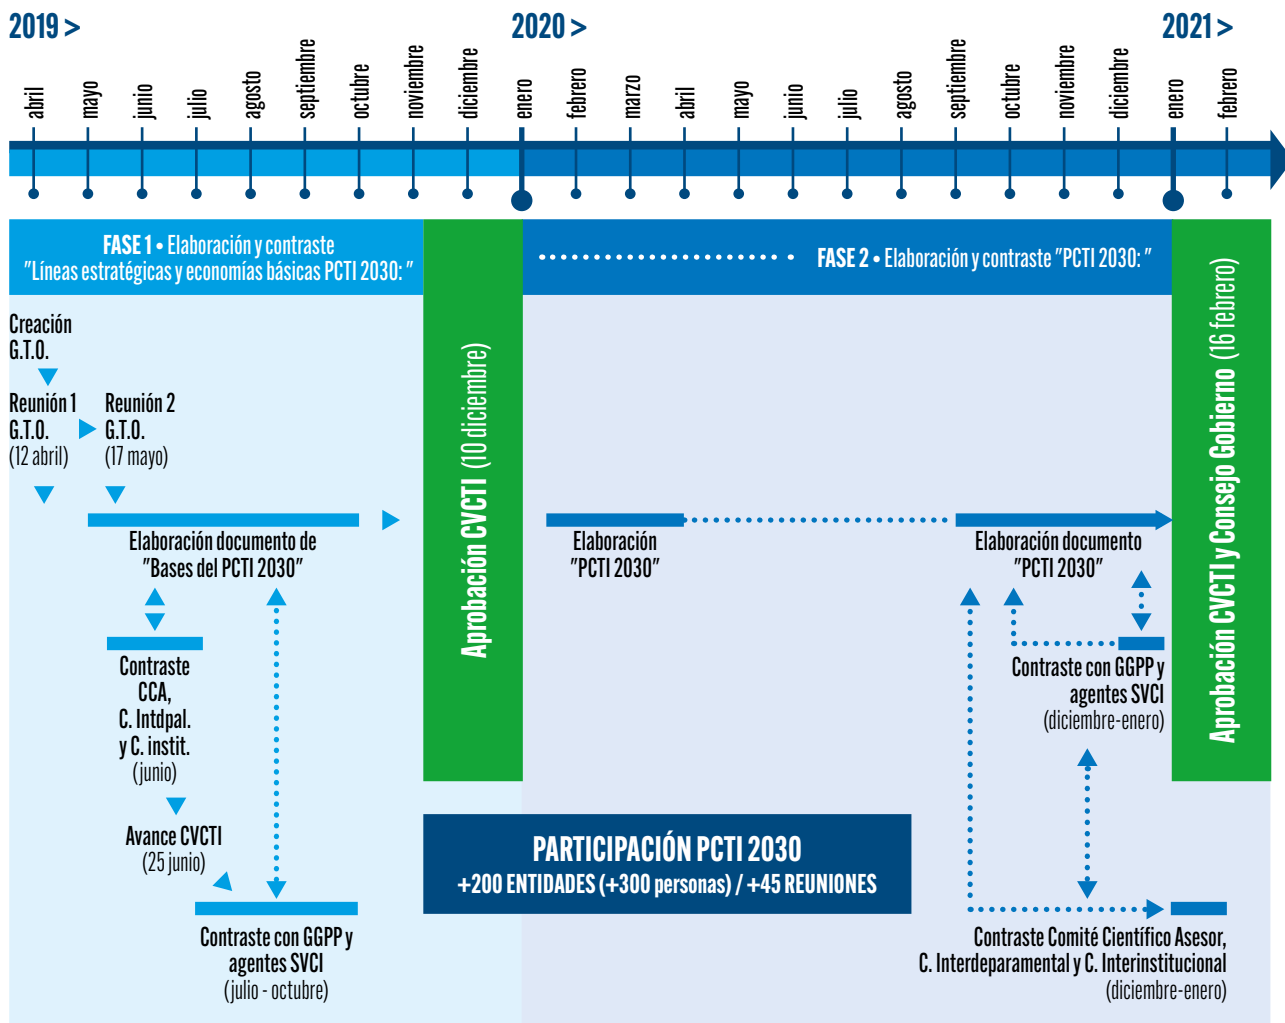 2019 >
2020 >
2021 >
abril
mayo
junio
julio
agosto
septiembre
octubre
noviembre
diciembre
enero
febrero
marzo
abril
mayo
junio
julio
agosto
septiembre
octubre
noviembre
diciembre
enero
febrero
FASE 1 • Elaboración y contraste
"Líneas estratégicas y economías básicas PCTI 2030: "
FASE 2 • Elaboración y contraste "PCTI 2030: "
Creación
G.T.O.
Reunión 1
G.T.O.
(12 abril)
Reunión 2
G.T.O.
(17 mayo)
Elaboración documento de
"Bases del PCTI 2030"
Contraste
CCA,
C. Intdpal.
y C. instit.
(junio)
Avance CVCTI
(25 junio)
Contraste con GGPP y
agentes SVCI
(julio - octubre)
Aprobación CVCTI (10 diciembre)
Elaboración
"PCTI 2030"
Elaboración documento
"PCTI 2030"
Contraste con GGPP y
agentes SVCI
(diciembre-enero)
Contraste Comité Científico Asesor,
C. Interdeparamental y C. Interinstitucional
(diciembre-enero)
Aprobación CVCTI y Consejo Gobierno (16 febrero)
PARTICIPACIÓN PCTI 2030
+200 ENTIDADES (+300 personas) / +45 REUNIONES